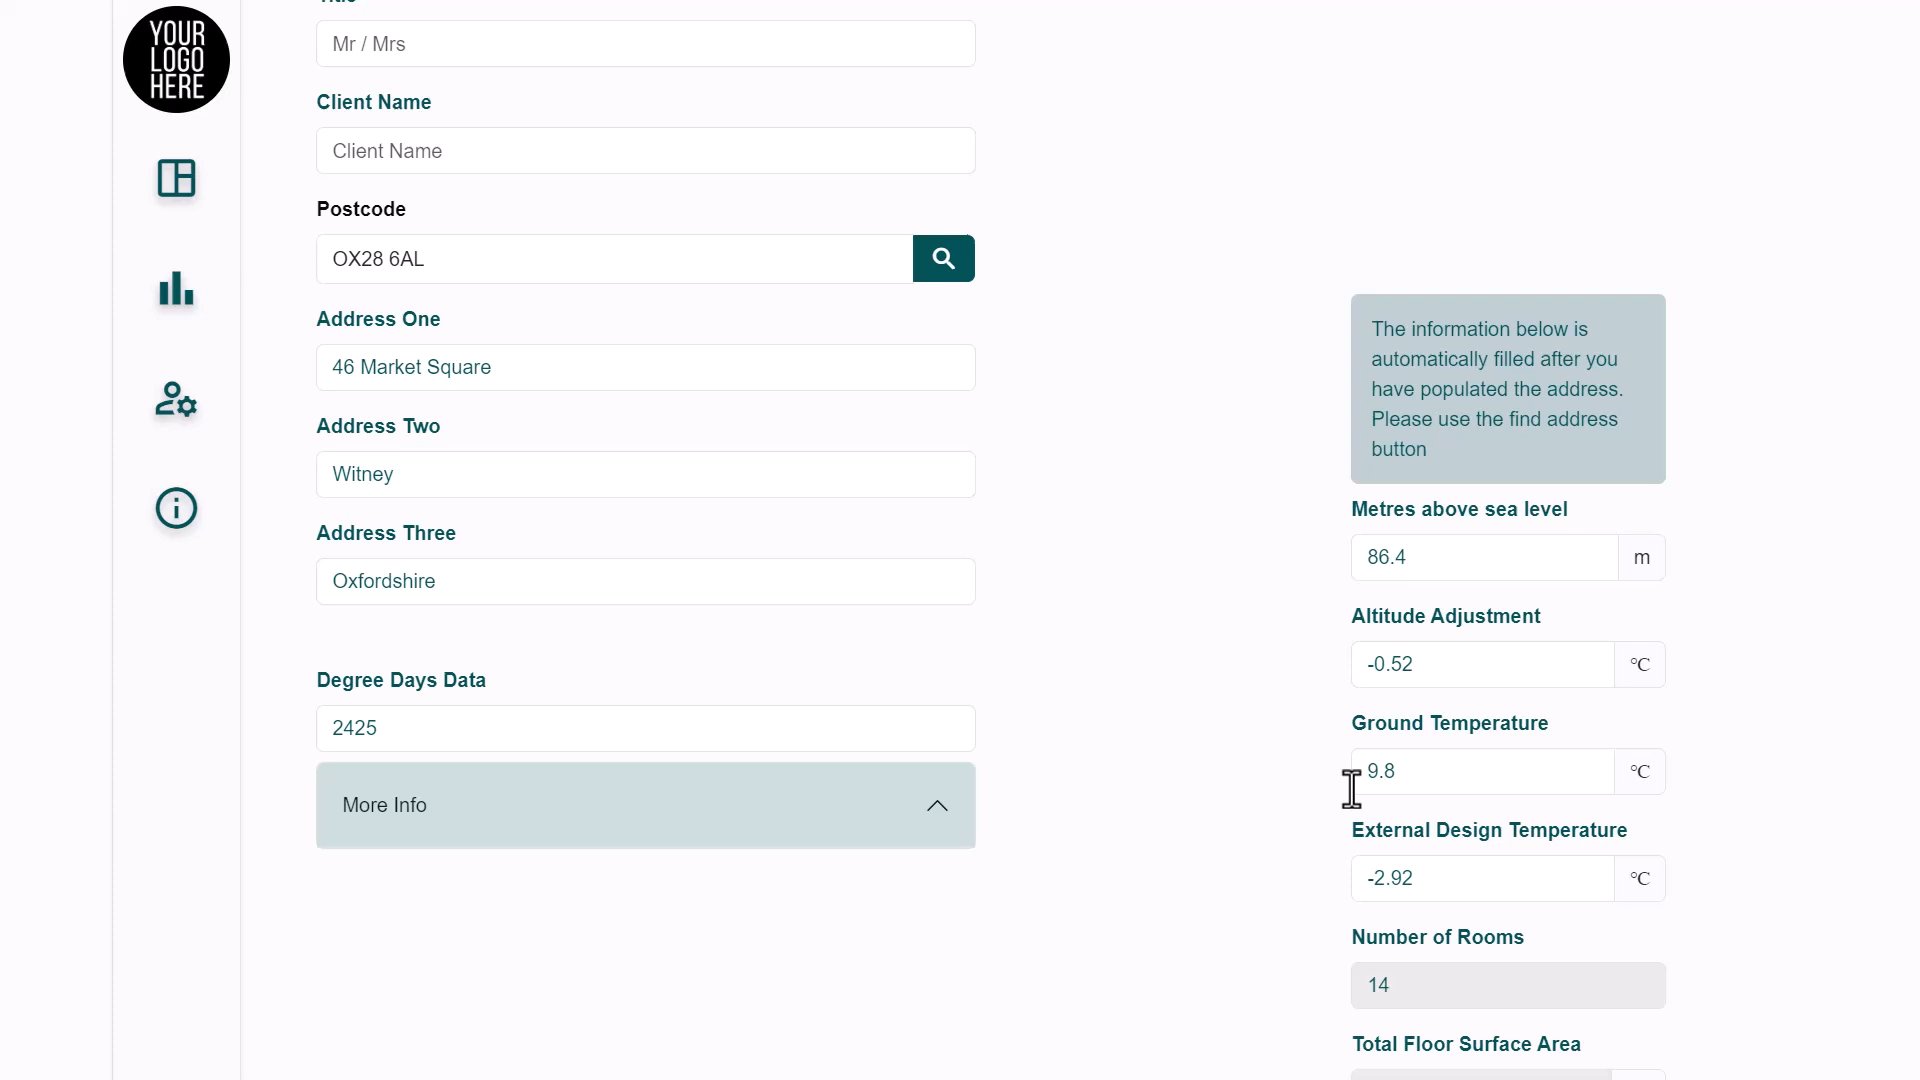 YOUR
LOGO
HERE
Title
Mr / Mrs
Client Name
Client Name
Postcode
OX28 6AL
Address One
46 Market Square
Address Two
Witney
Address Three
Oxfordshire
Degree Days Data
2425
More Info
The information below is
automatically filled after you
have populated the address.
Please use the find address
button
Metres above sea level
86.4 m
Altitude Adjustment
-0.52 °C
Ground Temperature
9.8 °C
External Design Temperature
-2.92 °C
Number of Rooms
14
Total Floor Surface Area